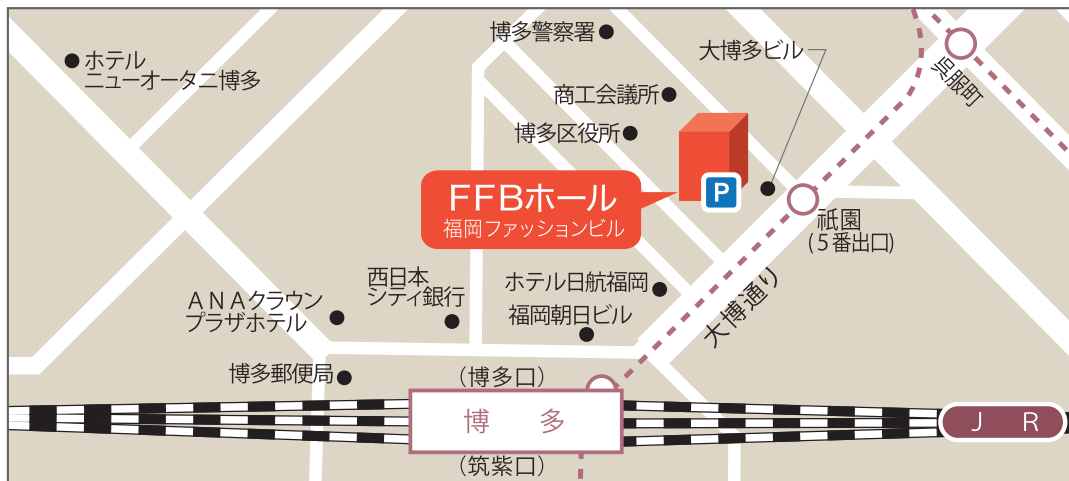 博多警察署
大博多ビル
ホテル
ニューオータニ博多
呉服町
商工会議所
博多区役所
P
FFBホール
福岡ファッションビル
祇園
(5番出口)
西日本
シティ銀行
ホテル日航福岡
大博通り
ANAクラウン
プラザホテル
福岡朝日ビル
博多郵便局
(博多口)
博 多
J R
(筑紫口)